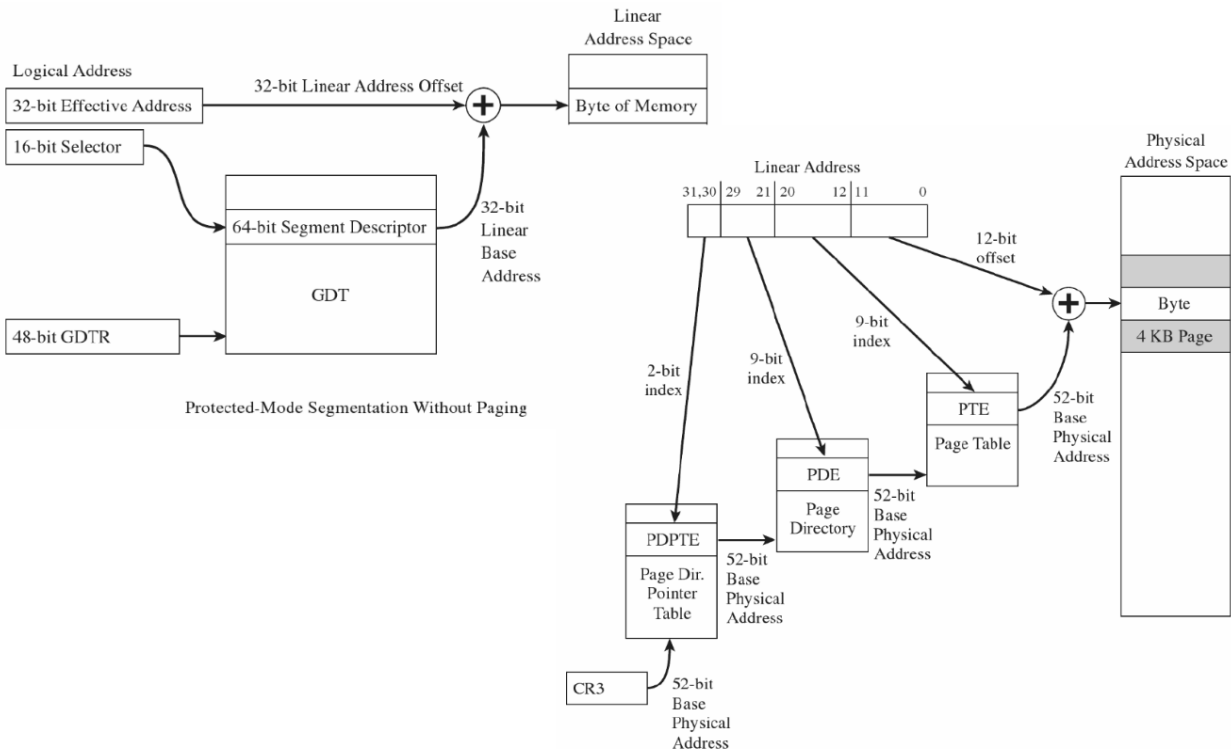 Linear
Address Space
Logical Address
32-bit Linear Address Offset
32-bit Effective Address
Byte of Memory
16-bit Selector
64-bit Segment Descriptor
32-bit
Linear
Base
Address
GDT
48-bit GDTR
Protected-Mode Segmentation Without Paging
Physical
Address Space
Linear Address
31,30 29 21 20 12 11 0
12-bit
offset
Byte
4 KB Page
9-bit
index
9-bit
index
2-bit
index
PTE
Page Table
52-bit
Base
Physical
Address
PDE
Page
Directory
52-bit
Base
Physical
Address
PDPTE
Page Dir.
Pointer
Table
52-bit
Base
Physical
Address
CR3
52-bit
Base
Physical
Address